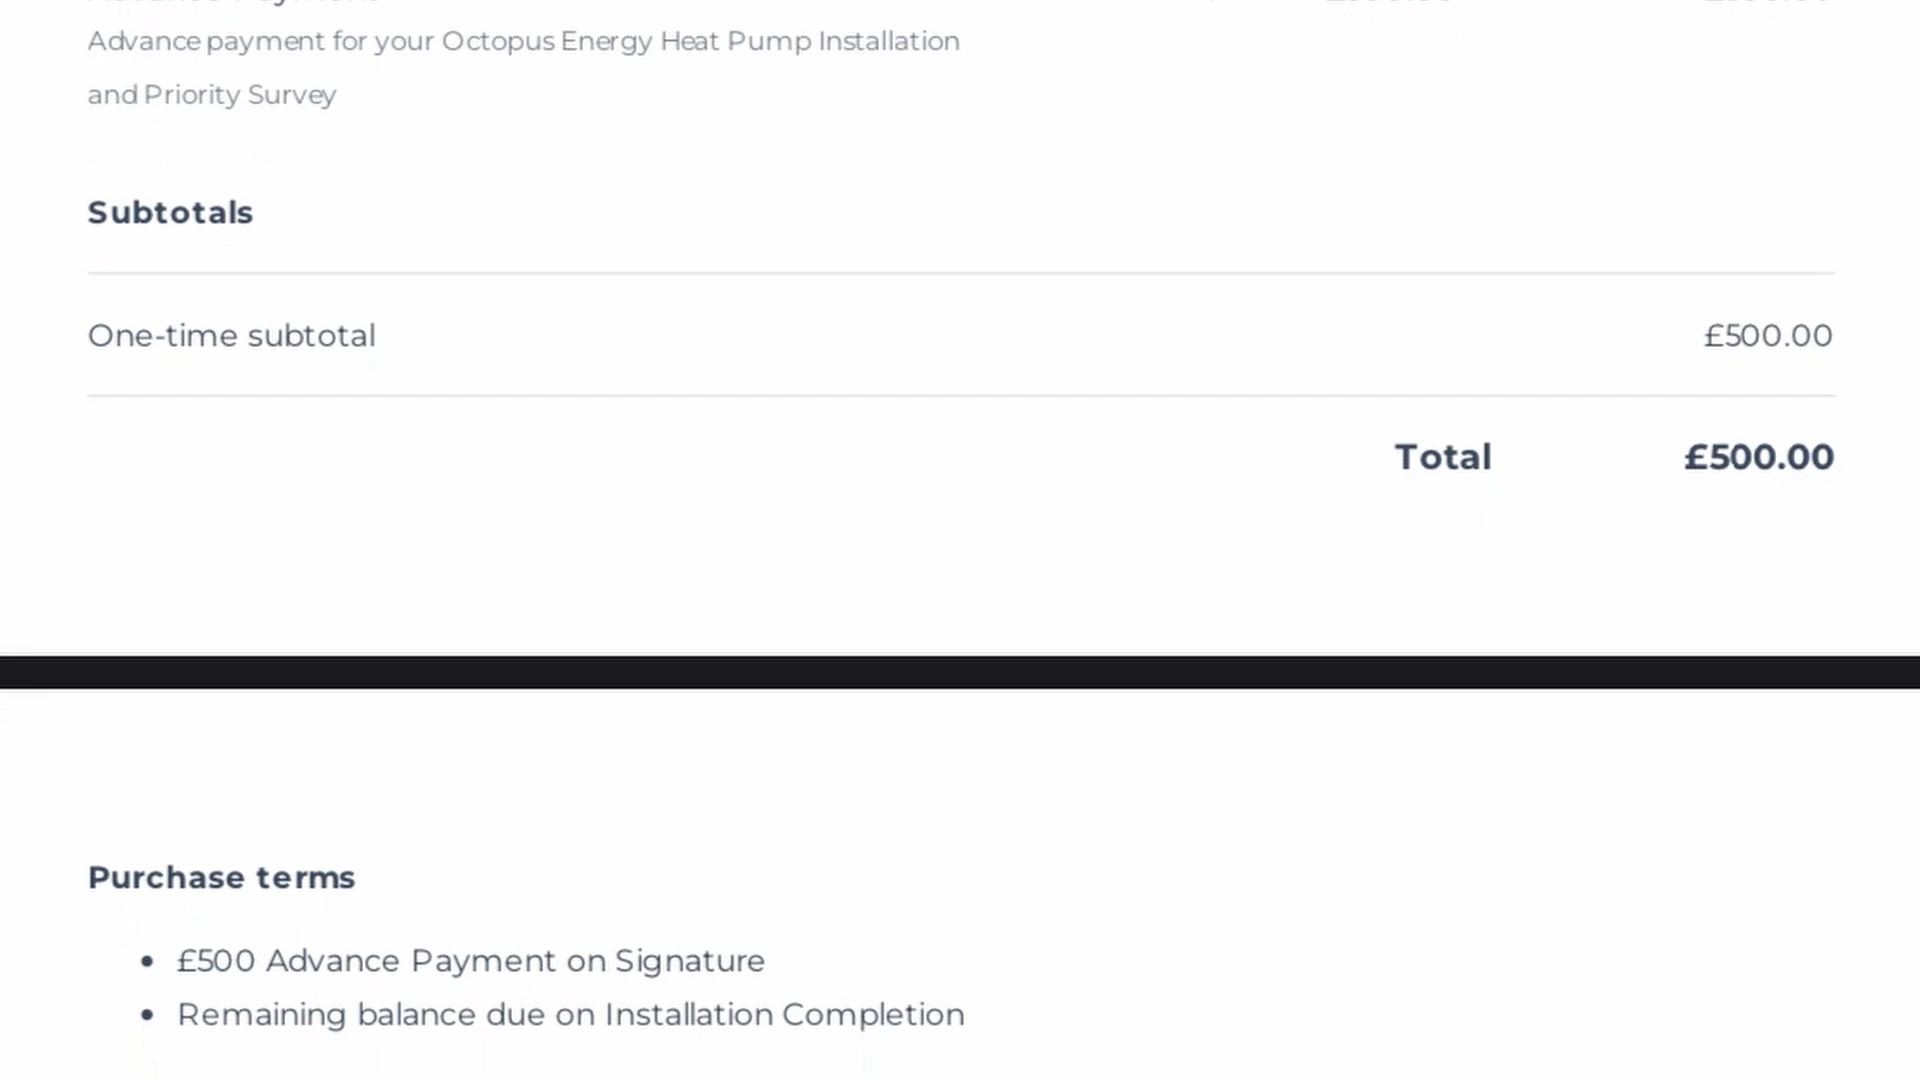 Advance payment for your Octopus Energy Heat Pump Installation
and Priority Survey
Subtotals
One-time subtotal £500.00
Total £500.00
Purchase terms
• £500 Advance Payment on Signature
• Remaining balance due on Installation Completion